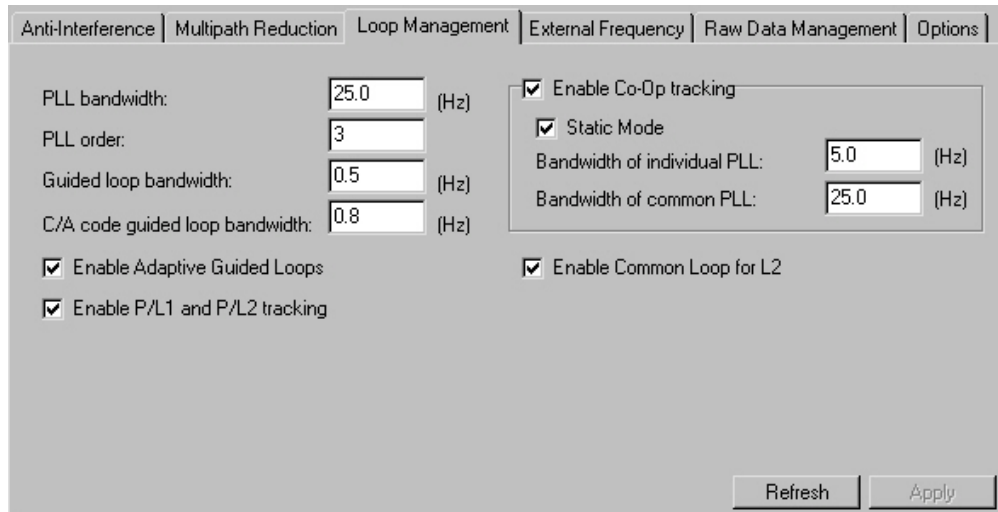 Anti-Interference Multipath Reduction Loop Management External Frequency Raw Data Management Options
PLL bandwidth: 25.0 (Hz)
PLL order: 3
Guided loop bandwidth: 0.5 (Hz)
C/A code guided loop bandwidth: 0.8 (Hz)
Enable Adaptive Guided Loops
Enable P/L1 and P/L2 tracking
Enable Co-Op tracking
Static Mode
Bandwidth of individual PLL: 5.0 (Hz)
Bandwidth of common PLL: 25.0 (Hz)
Enable Common Loop for L2
Refresh Apply